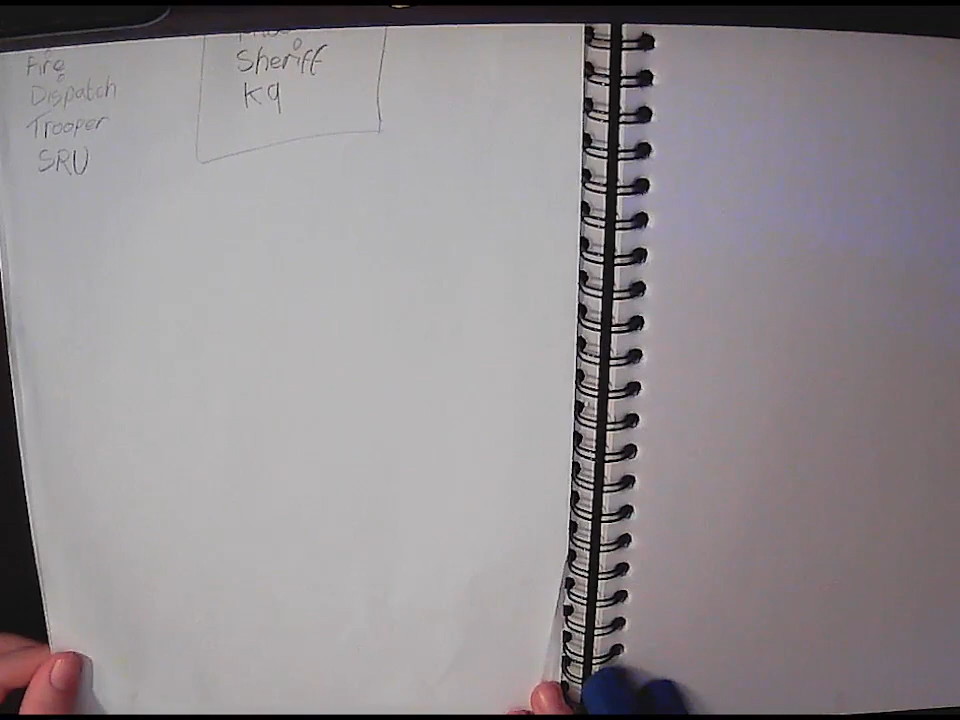 Fire
Dispatch
Trooper
SRU
Sheriff
K9